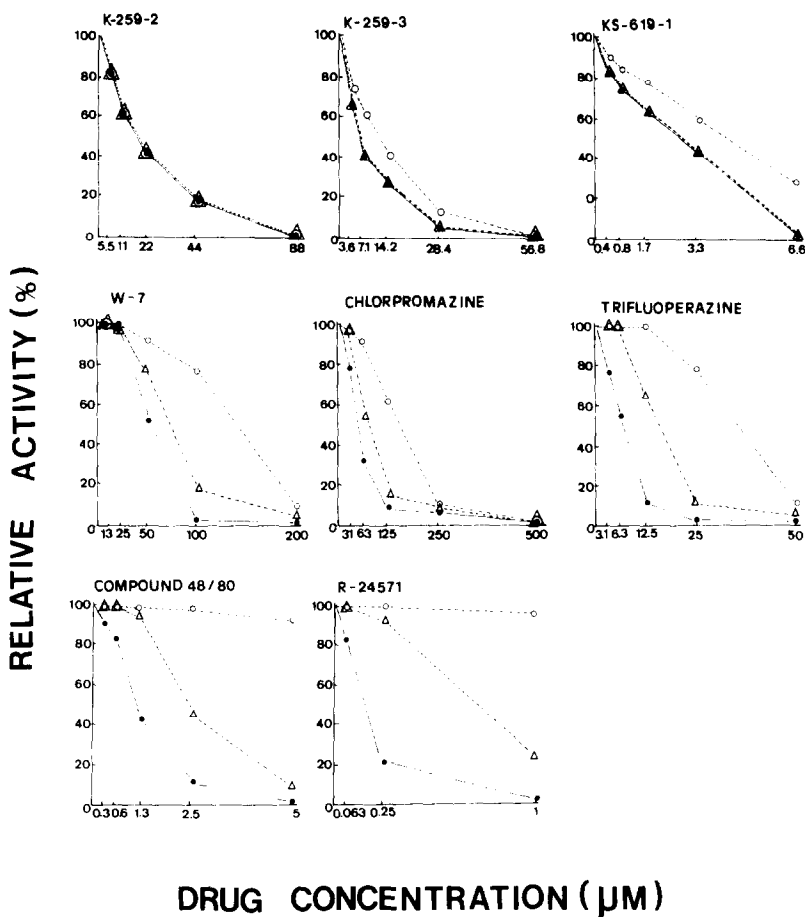 K-259-2
100
80
60
40
20
0
5.5 11 22 44 88
K-259-3
100
80
60
40
20
0
3.6 7.1 14.2 28.4 56.8
KS-619-1
100
80
60
40
20
0
0.4 0.8 1.7 3.3 6.6
W-7
100
80
60
40
20
0
13 25 50 100 200
CHLORPROMAZINE
100
80
60
40
20
0
31 63 125 250 500
TRIFLUOPERAZINE
100
80
60
40
20
0
3.1 6.3 12.5 25 50
COMPOUND 48/80
100
80
60
40
20
0
0.3 0.6 1.3 2.5 5
R-24571
100
80
60
40
20
0
0.063 0.25 1
RELATIVE ACTIVITY (%)
DRUG CONCENTRATION (µM)